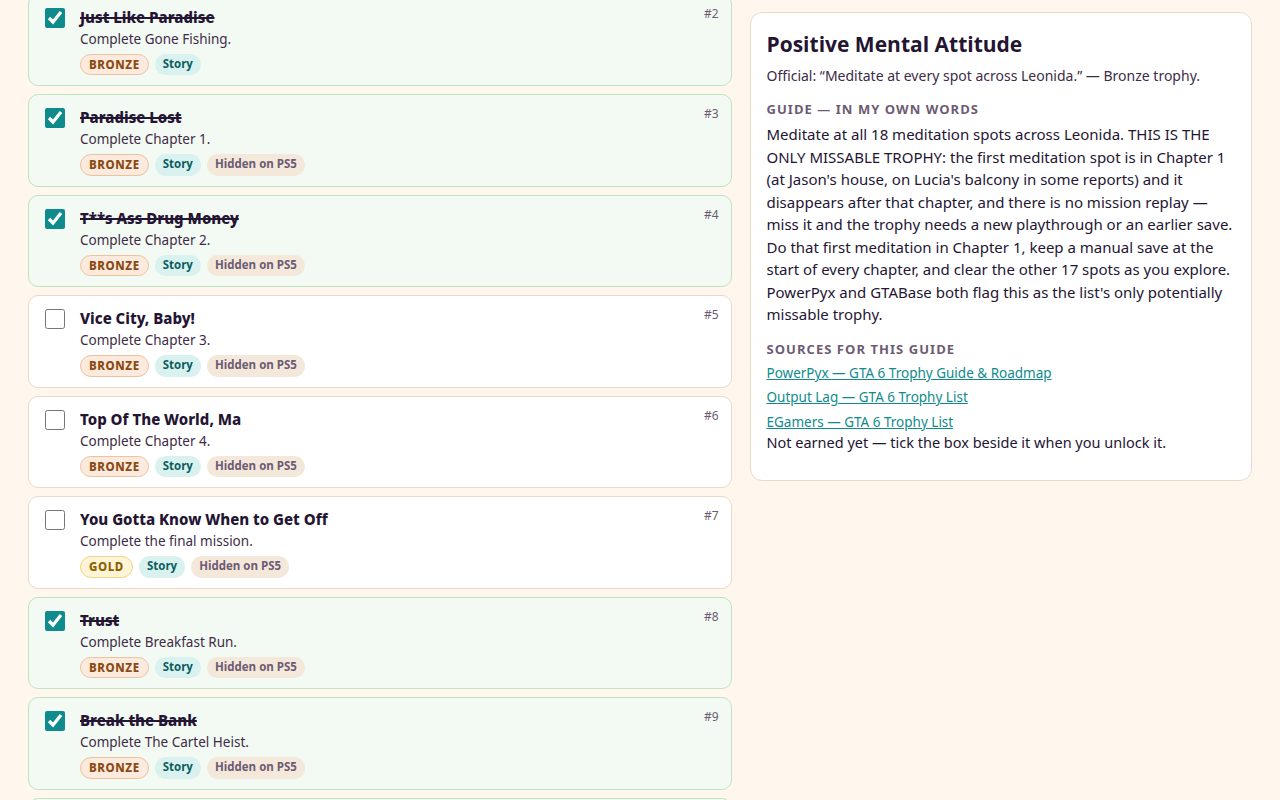 Just Like Paradise
#2
Complete Gone Fishing.
BRONZE Story
Paradise Lost
#3
Complete Chapter 1.
BRONZE Story Hidden on PS5
T**s Ass Drug Money
#4
Complete Chapter 2.
BRONZE Story Hidden on PS5
Vice City, Baby!
#5
Complete Chapter 3.
BRONZE Story Hidden on PS5
Top Of The World, Ma
#6
Complete Chapter 4.
BRONZE Story Hidden on PS5
You Gotta Know When to Get Off
#7
Complete the final mission.
GOLD Story Hidden on PS5
Trust
#8
Complete Breakfast Run.
BRONZE Story Hidden on PS5
Break the Bank
#9
Complete The Cartel Heist.
BRONZE Story Hidden on PS5
Positive Mental Attitude
Official: “Meditate at every spot across Leonida.” — Bronze trophy.
GUIDE — IN MY OWN WORDS
Meditate at all 18 meditation spots across Leonida. THIS IS THE
ONLY MISSABLE TROPHY: the first meditation spot is in Chapter 1
(at Jason's house, on Lucia's balcony in some reports) and it
disappears after that chapter, and there is no mission replay —
miss it and the trophy needs a new playthrough or an earlier save.
Do that first meditation in Chapter 1, keep a manual save at the
start of every chapter, and clear the other 17 spots as you explore.
PowerPyx and GTABase both flag this as the list's only potentially
missable trophy.
SOURCES FOR THIS GUIDE
PowerPyx — GTA 6 Trophy Guide & Roadmap
Output Lag — GTA 6 Trophy List
EGamers — GTA 6 Trophy List
Not earned yet — tick the box beside it when you unlock it.